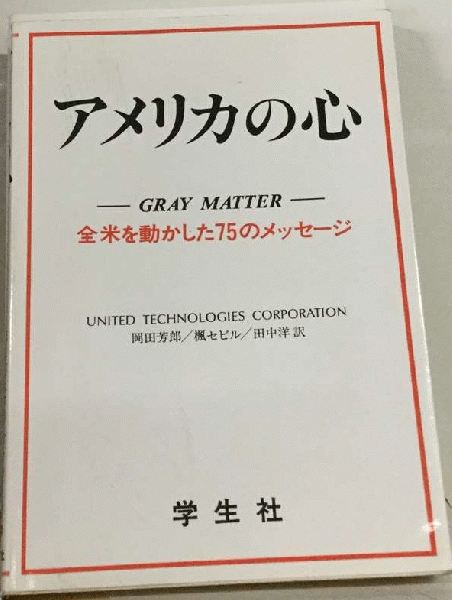 アメリカの心
GRAY MATTER
全米を動かした75のメッセージ
UNITED TECHNOLOGIES CORPORATION
岡田芳郎／楓セビル／田中洋 訳
学生社